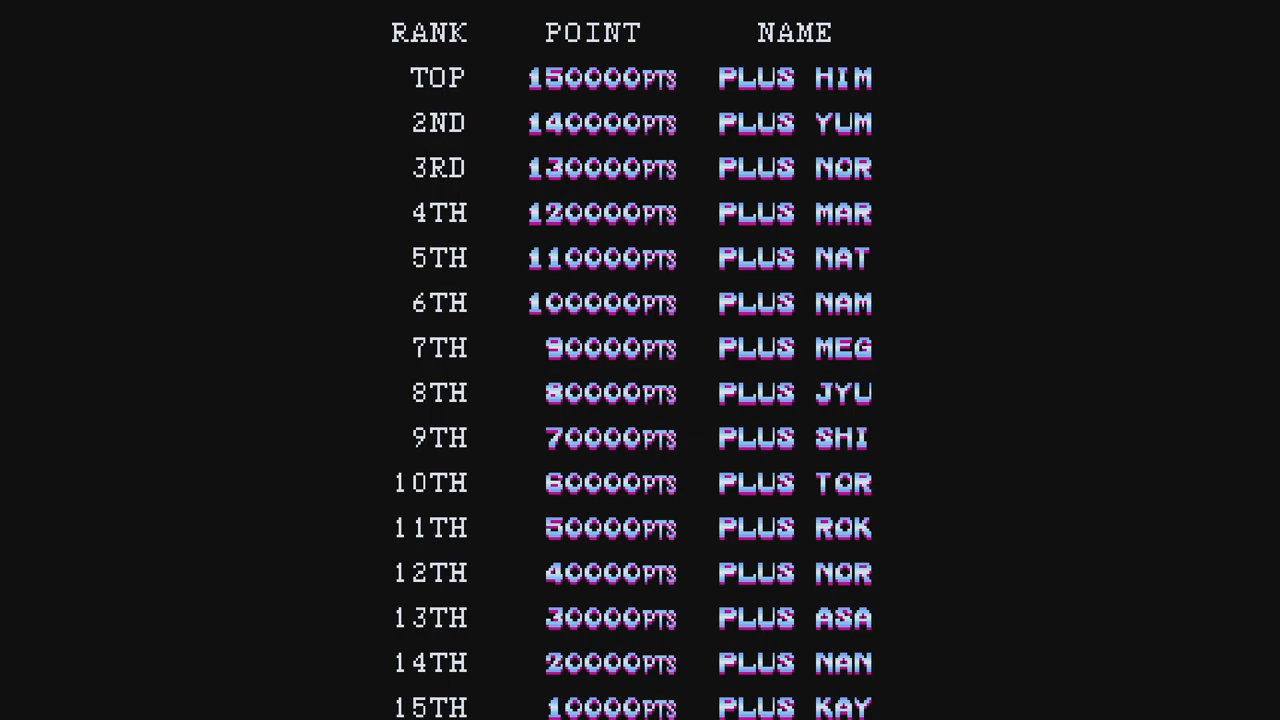 RANK POINT NAME
TOP 150000PTS PLUS HIM
2ND 140000PTS PLUS YUM
3RD 130000PTS PLUS NOR
4TH 120000PTS PLUS MAR
5TH 110000PTS PLUS NAT
6TH 100000PTS PLUS NAM
7TH 90000PTS PLUS MEG
8TH 80000PTS PLUS JYU
9TH 70000PTS PLUS SHI
10TH 60000PTS PLUS TOR
11TH 50000PTS PLUS ROK
12TH 40000PTS PLUS NOR
13TH 30000PTS PLUS ASA
14TH 20000PTS PLUS NAN
15TH 10000PTS PLUS KAY